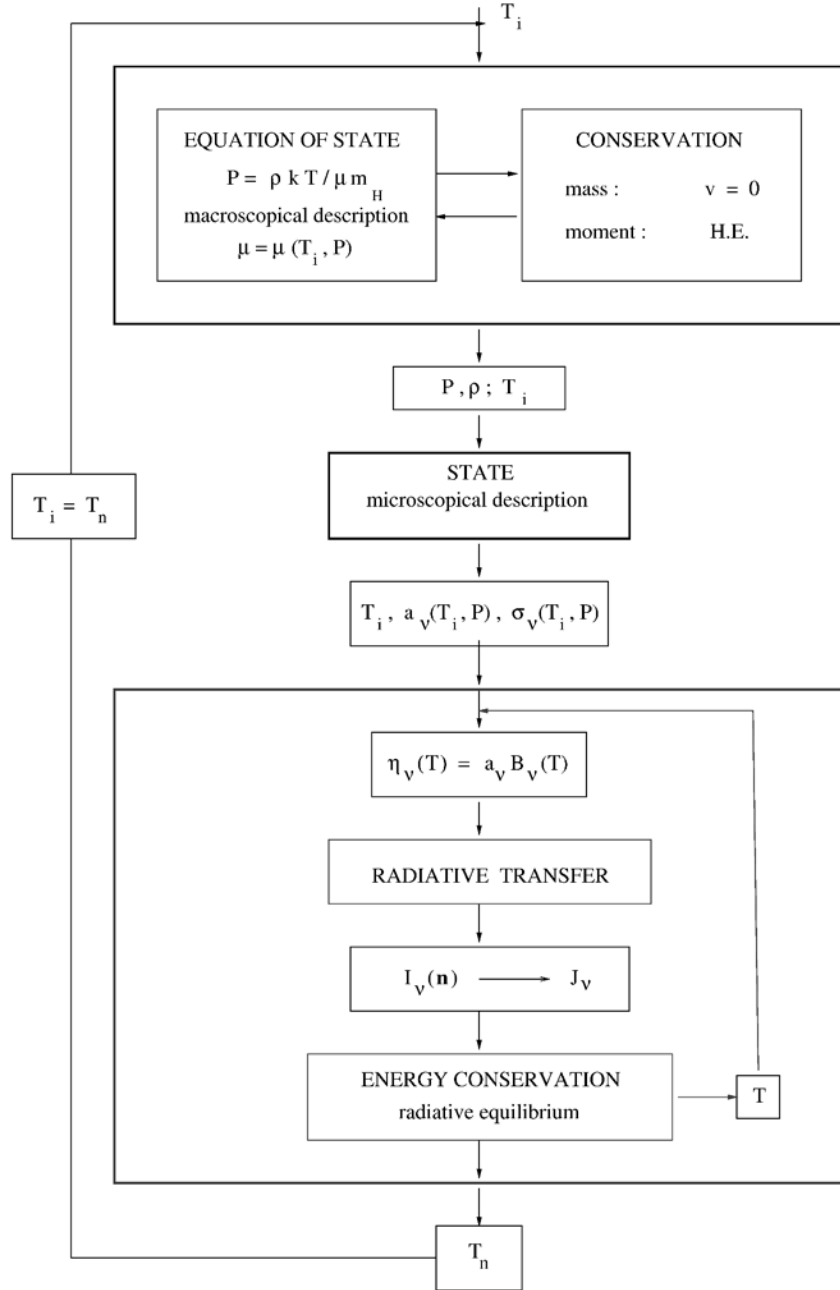 T_i
EQUATION OF STATE
P = ρ k T / μ m_H
macroscopical description
μ = μ (T_i , P)
CONSERVATION
mass : v = 0
moment : H.E.
P , ρ ; T_i
STATE
microscopical description
T_i = T_n
T_i , a_ν(T_i , P) , σ_ν(T_i , P)
η_ν(T) = a_ν B_ν(T)
RADIATIVE TRANSFER
I_ν(n) → J_ν
ENERGY CONSERVATION
radiative equilibrium
T
T_n